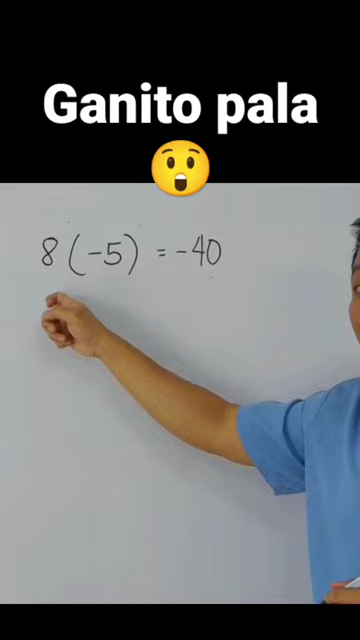 Ganito pala
8 (-5) = -40